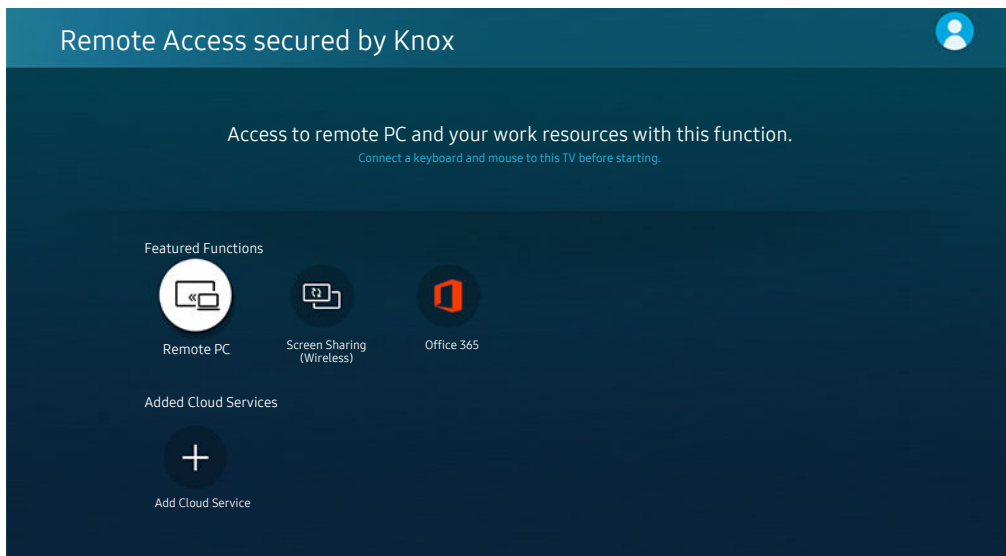 Remote Access secured by Knox
Access to remote PC and your work resources with this function.
Connect a keyboard and mouse to this TV before starting.
Featured Functions
Remote PC
Screen Sharing
(Wireless)
Office 365
Added Cloud Services
Add Cloud Service